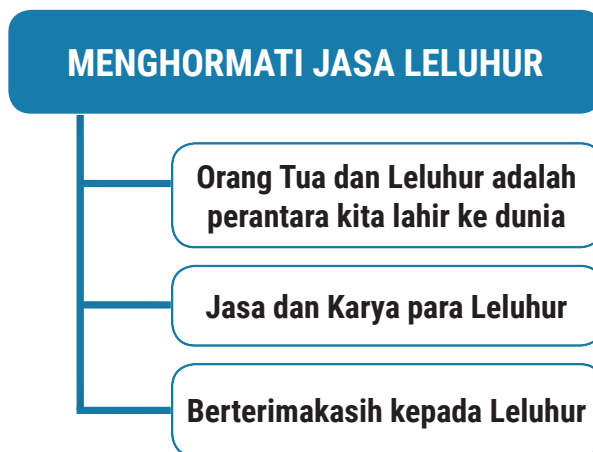 MENGHORMATI JASA LELUHUR
Orang Tua dan Leluhur adalah
perantara kita lahir ke dunia
Jasa dan Karya para Leluhur
Berterimakasih kepada Leluhur